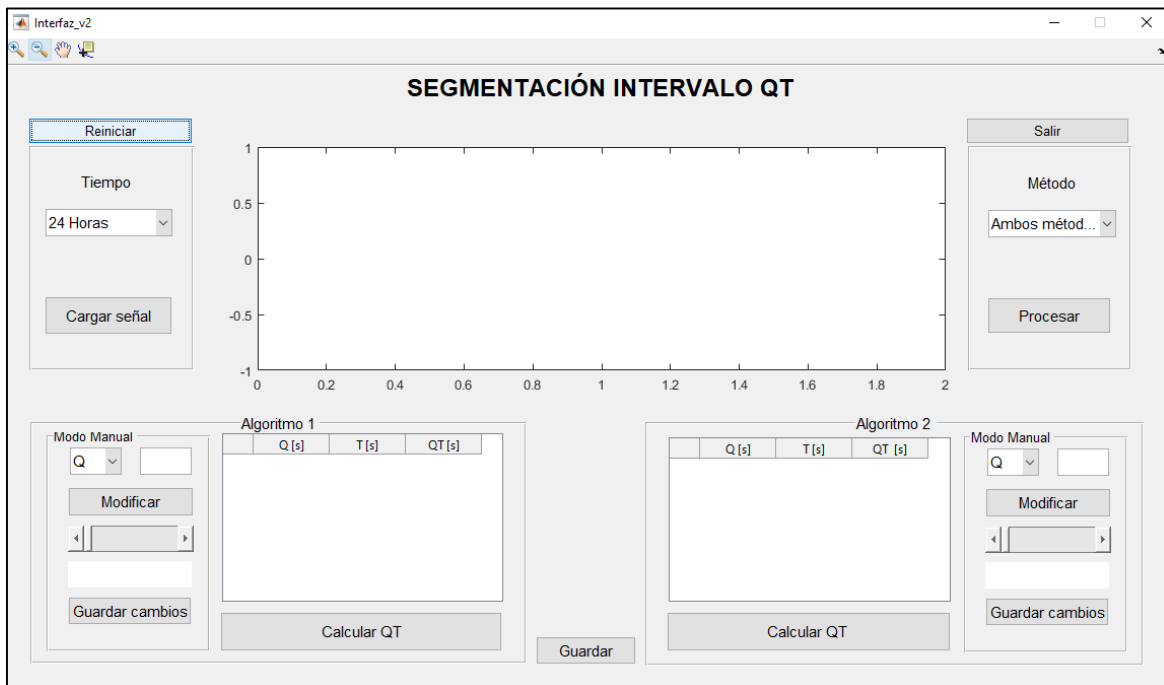 Interfaz_v2
SEGMENTACIÓN INTERVALO QT
Reiniciar
Tiempo
24 Horas
Cargar señal
1
0.5
0
-0.5
-1
0 0.2 0.4 0.6 0.8 1 1.2 1.4 1.6 1.8 2
Salir
Método
Ambos métod...
Procesar
Algoritmo 1
Modo Manual
Q
Modificar
Guardar cambios
Q [s] T [s] QT [s]
Calcular QT
Guardar
Algoritmo 2
Q [s] T [s] QT [s]
Calcular QT
Modo Manual
Q
Modificar
Guardar cambios